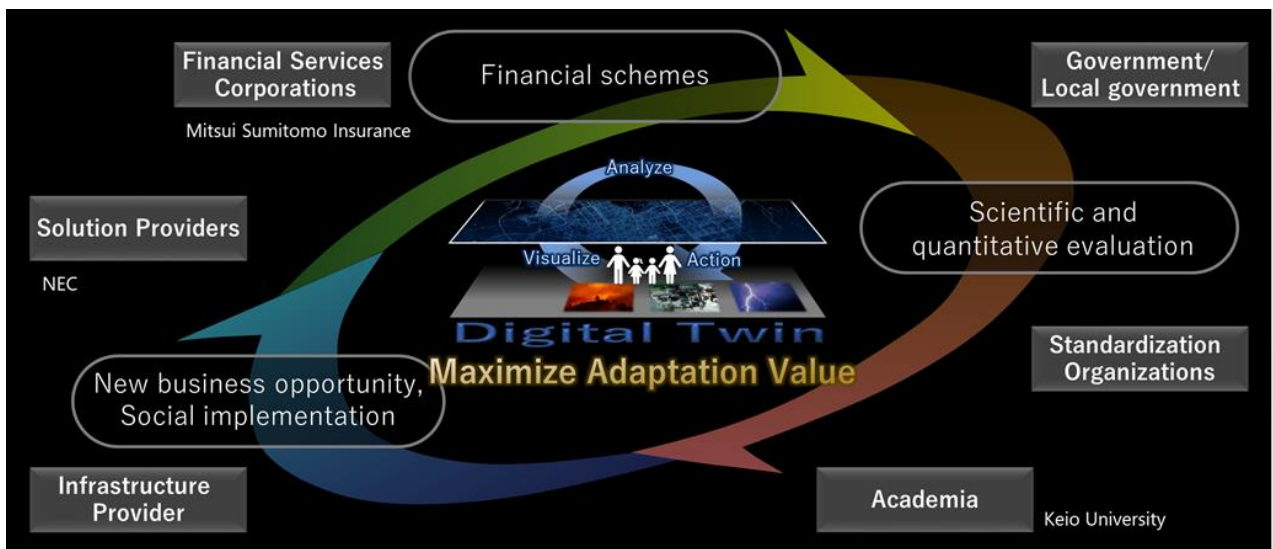 Financial Services
Corporations
Mitsui Sumitomo Insurance
Financial schemes
Government/
Local government
Analyze
Solution Providers
NEC
Visualize
Action
Scientific and
quantitative evaluation
Digital Twin
Maximize Adaptation Value
New business opportunity,
Social implementation
Standardization
Organizations
Infrastructure
Provider
Academia
Keio University